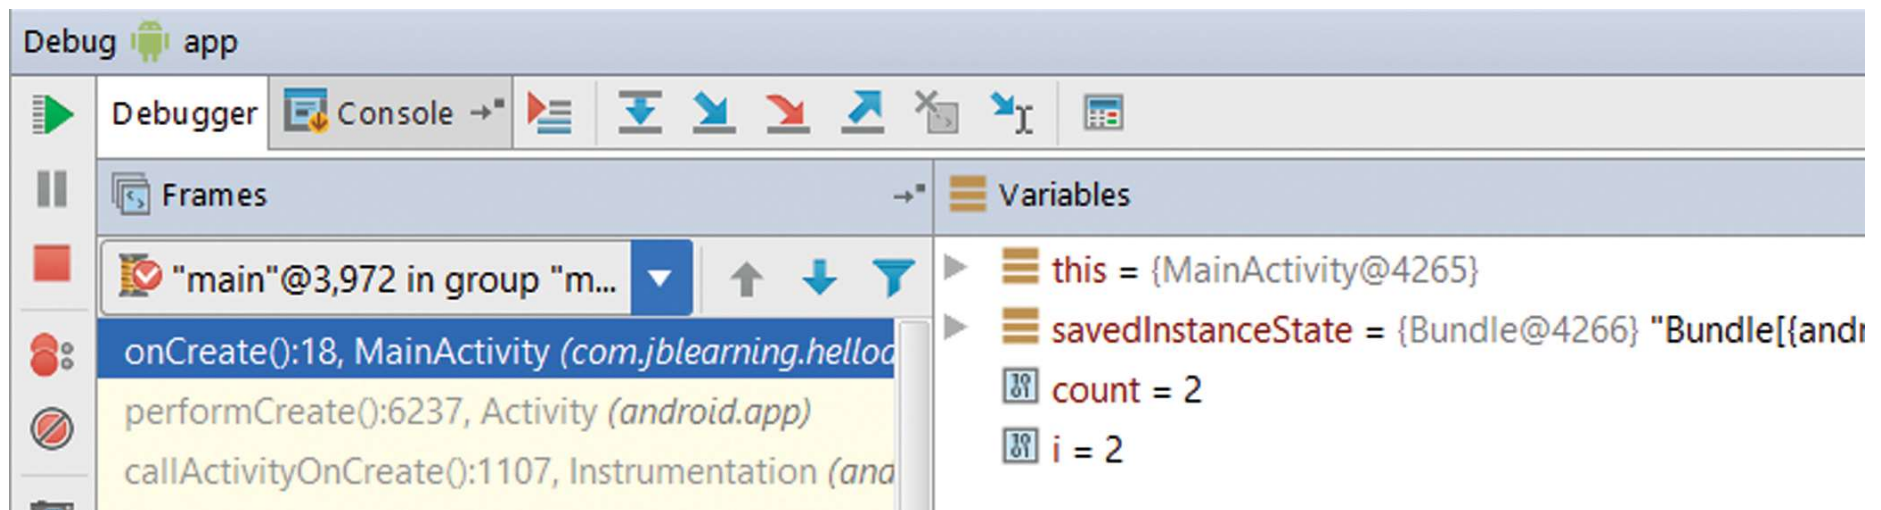 Debug app
Debugger Console
Frames
Variables
"main"@3,972 in group "m...
onCreate():18, MainActivity (com.jblearning.helloa
performCreate():6237, Activity (android.app)
callActivityOnCreate():1107, Instrumentation (and
this = {MainActivity@4265}
savedInstanceState = {Bundle@4266} "Bundle[{andr
count = 2
i = 2